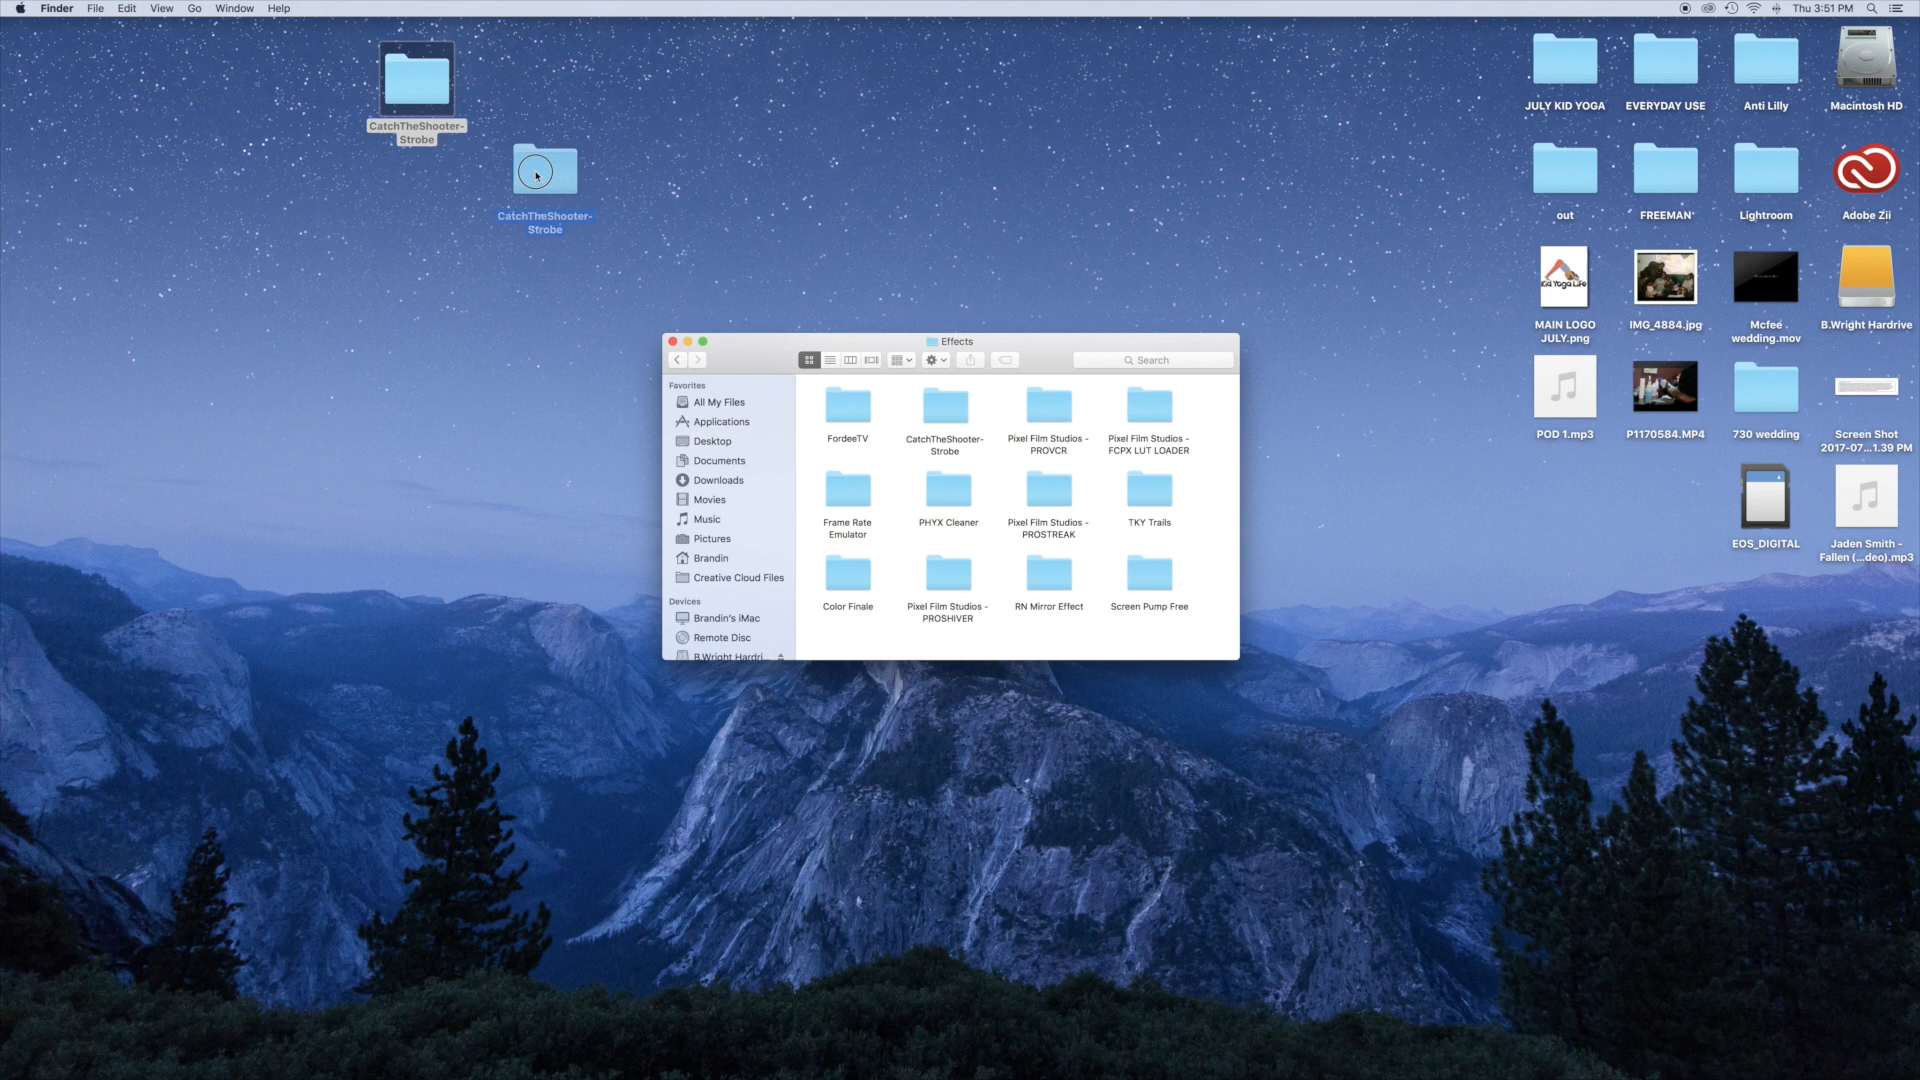 Finder File Edit View Go Window Help
Thu 3:51 PM
CatchTheShooter-
Strobe
CatchTheShooter-
Strobe
JULY KID YOGA
EVERYDAY USE
Anti Lilly
Macintosh HD
out
FREEMAN*
Lightroom
Adobe Zii
Kid Yoga Life
MAIN LOGO
JULY.png
IMG_4884.jpg
Mcfee
wedding.mov
B.Wright Hardrive
POD 1.mp3
P1170584.MP4
730 wedding
Screen Shot
2017-07...1.39 PM
EOS_DIGITAL
Jaden Smith -
Fallen (...deo).mp3
Effects
Search
Favorites
All My Files
Applications
Desktop
Documents
Downloads
Movies
Music
Pictures
Brandin
Creative Cloud Files
Devices
Brandin's iMac
Remote Disc
B.Wright Hardri...
FordeeTV
CatchTheShooter-
Strobe
Pixel Film Studios -
PROVCR
Pixel Film Studios -
FCPX LUT LOADER
Frame Rate
Emulator
PHYX Cleaner
Pixel Film Studios -
PROSTREAK
TKY Trails
Color Finale
Pixel Film Studios -
PROSHIVER
RN Mirror Effect
Screen Pump Free